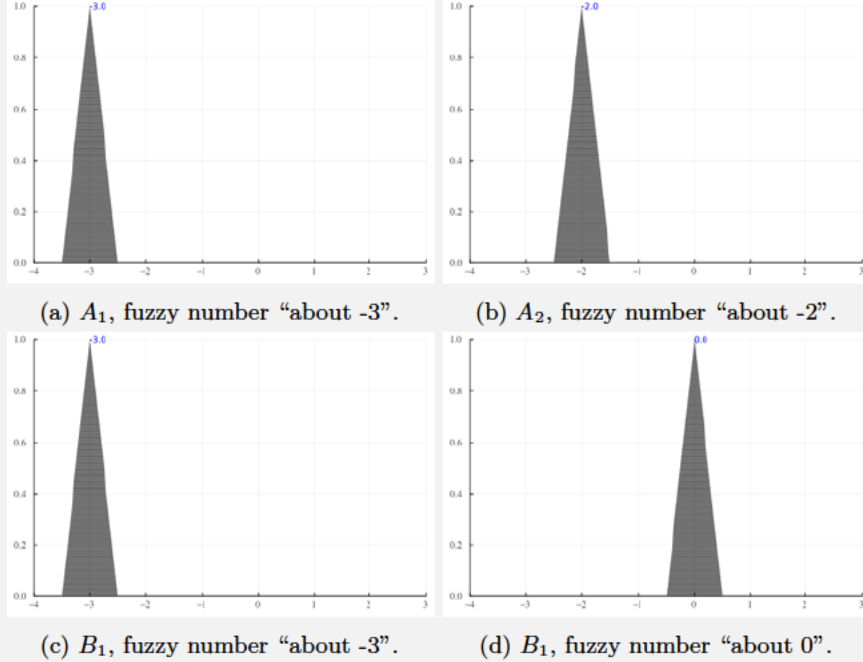 1.0 -3.0 1.0 -2.0
0.8 0.8
0.6 0.6
0.4 0.4
0.2 0.2
0.0 0.0
-4 -3 -2 -1 0 1 2 3 -4 -3 -2 -1 0 1 2 3
(a) A₁, fuzzy number “about -3”. (b) A₂, fuzzy number “about -2”.
1.0 -3.0 1.0 0.0
0.8 0.8
0.6 0.6
0.4 0.4
0.2 0.2
0.0 0.0
-4 -3 -2 -1 0 1 2 3 -4 -3 -2 -1 0 1 2 3
(c) B₁, fuzzy number “about -3”. (d) B₁, fuzzy number “about 0”.